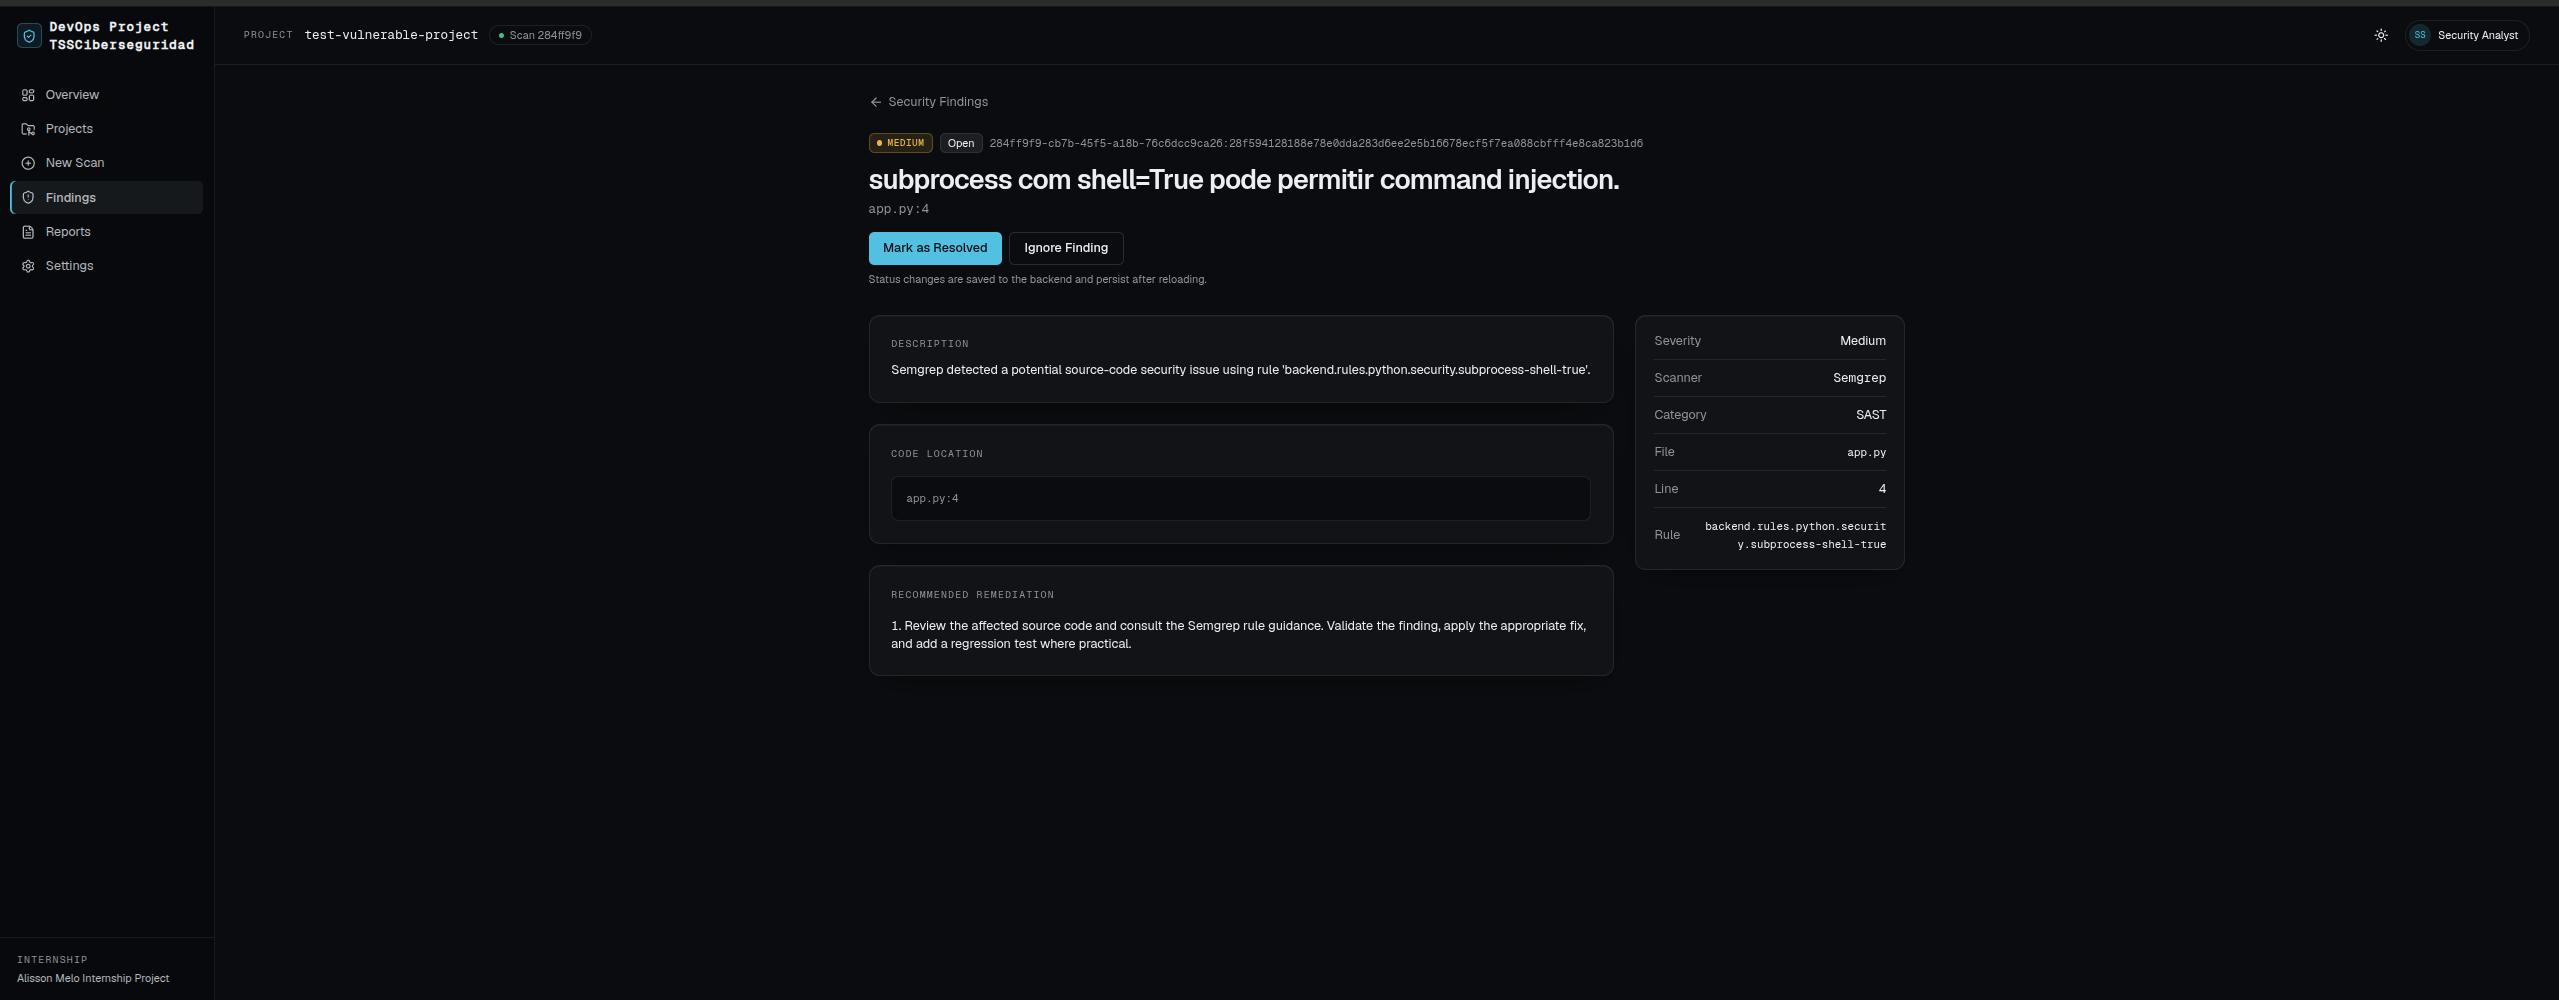 DevOps Project
TSSCiberseguridad
PROJECT test-vulnerable-project Scan 284ff9f9
SS Security Analyst
Overview
Projects
New Scan
Findings
Reports
Settings
Security Findings
MEDIUM Open 284ff9f9-cb7b-45f5-a18b-76c6dcc9ca26:28f594128188e78e0dda283d6ee2e5b16678ecf5f7ea088cbfff4e8ca823b1d6
subprocess com shell=True pode permitir command injection.
app.py:4
Mark as Resolved Ignore Finding
Status changes are saved to the backend and persist after reloading.
DESCRIPTION
Semgrep detected a potential source-code security issue using rule 'backend.rules.python.security.subprocess-shell-true'.
CODE LOCATION
app.py:4
RECOMMENDED REMEDIATION
1. Review the affected source code and consult the Semgrep rule guidance. Validate the finding, apply the appropriate fix,
and add a regression test where practical.
Severity Medium
Scanner Semgrep
Category SAST
File app.py
Line 4
Rule backend.rules.python.securit
y.subprocess-shell-true
INTERNSHIP
Alisson Melo Internship Project